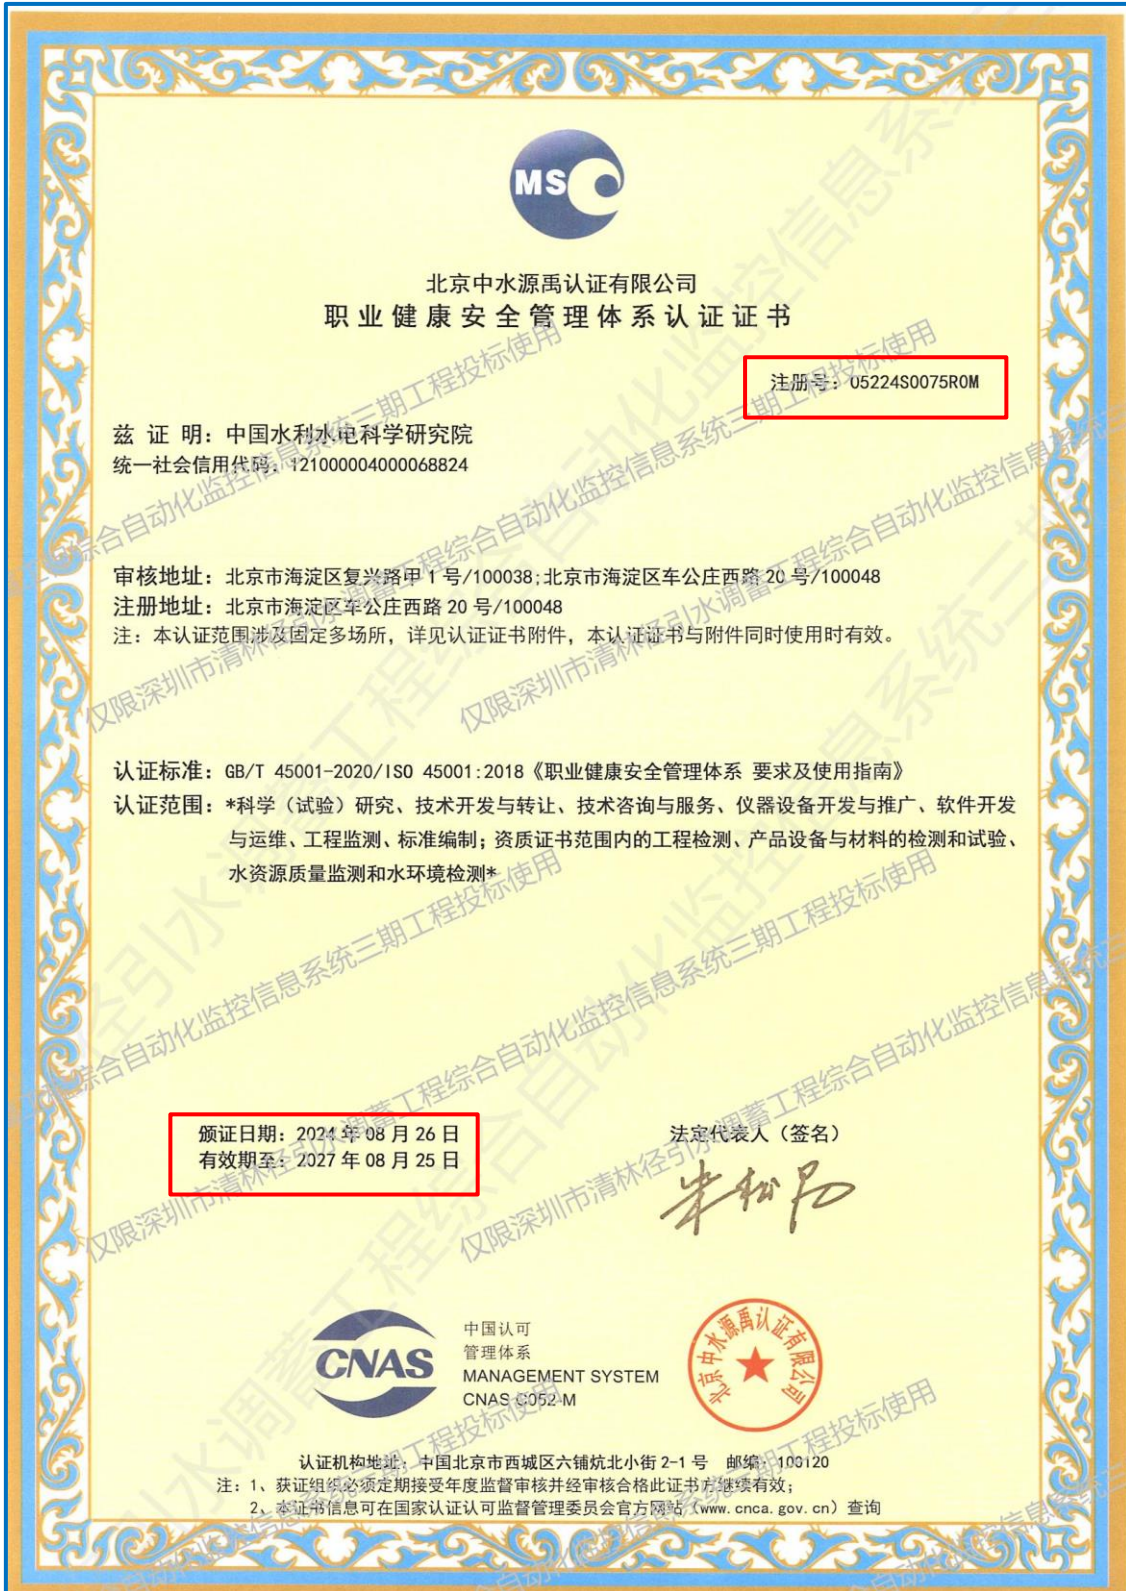 MSC
北京中水源禹认证有限公司
职业健康安全管理体系认证证书
注册号：05224S0075R0M
兹 证 明：中国水利水电科学研究院
统一社会信用代码：121000004000068824
审核地址：北京市海淀区复兴路甲 1 号/100038;北京市海淀区车公庄西路 20 号/100048
注册地址：北京市海淀区车公庄西路 20 号/100048
注：本认证范围涉及固定多场所，详见认证证书附件，本认证证书与附件同时使用时有效。
认证标准：GB/T 45001-2020/ISO 45001:2018《职业健康安全管理体系 要求及使用指南》
认证范围：*科学（试验）研究、技术开发与转让、技术咨询与服务、仪器设备开发与推广、软件开发
与运维、工程监测、标准编制；资质证书范围内的工程检测、产品设备与材料的检测和试验、
水资源质量监测和水环境检测*
颁证日期：2024 年 08 月 26 日
有效期至：2027 年 08 月 25 日
法定代表人（签名）
CNAS
中国认可
管理体系
MANAGEMENT SYSTEM
CNAS C052-M
北京中水源禹认证有限公司
认证机构地址：中国北京市西城区六铺炕北小街 2-1 号 邮编：100120
注：1、获证组织必须定期接受年度监督审核并经审核合格此证书方继续有效；
2、本证书信息可在国家认证认可监督管理委员会官方网站（www.cnca.gov.cn）查询
仅限深圳市清林径引水调蓄工程综合自动化监控信息系统三期工程投标使用